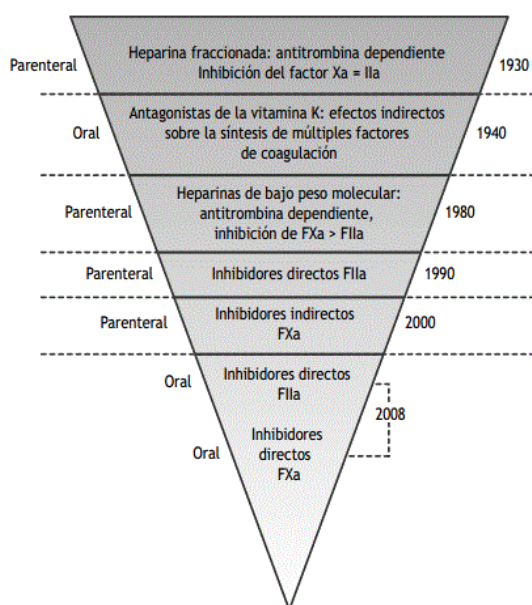 Parenteral
Heparina fraccionada: antitrombina dependiente
Inhibición del factor Xa = IIa
1930
Oral
Antagonistas de la vitamina K: efectos indirectos
sobre la síntesis de múltiples factores
de coagulación
1940
Parenteral
Heparinas de bajo peso molecular:
antitrombina dependiente,
inhibición de FXa > FIIa
1980
Parenteral
Inhibidores directos FIIa
1990
Parenteral
Inhibidores indirectos
FXa
2000
Oral
Inhibidores directos
FIIa
2008
Oral
Inhibidores
directos
FXa